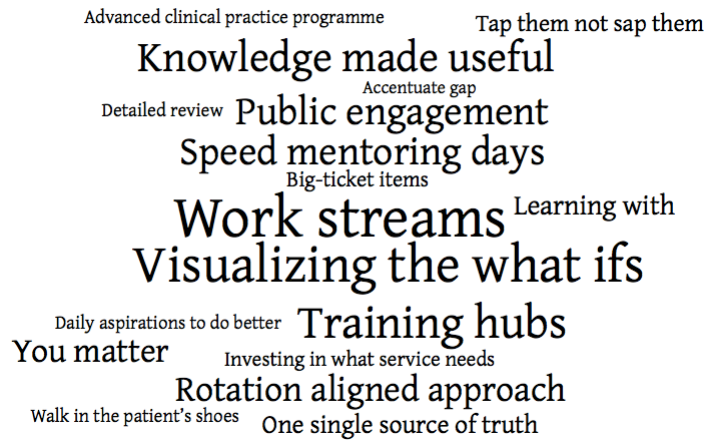 Advanced clinical practice programme
Tap them not sap them
Knowledge made useful
Accentuate gap
Detailed review
Public engagement
Speed mentoring days
Big-ticket items
Work streams
Learning with
Visualizing the what ifs
Daily aspirations to do better
Training hubs
You matter
Investing in what service needs
Rotation aligned approach
Walk in the patient’s shoes
One single source of truth